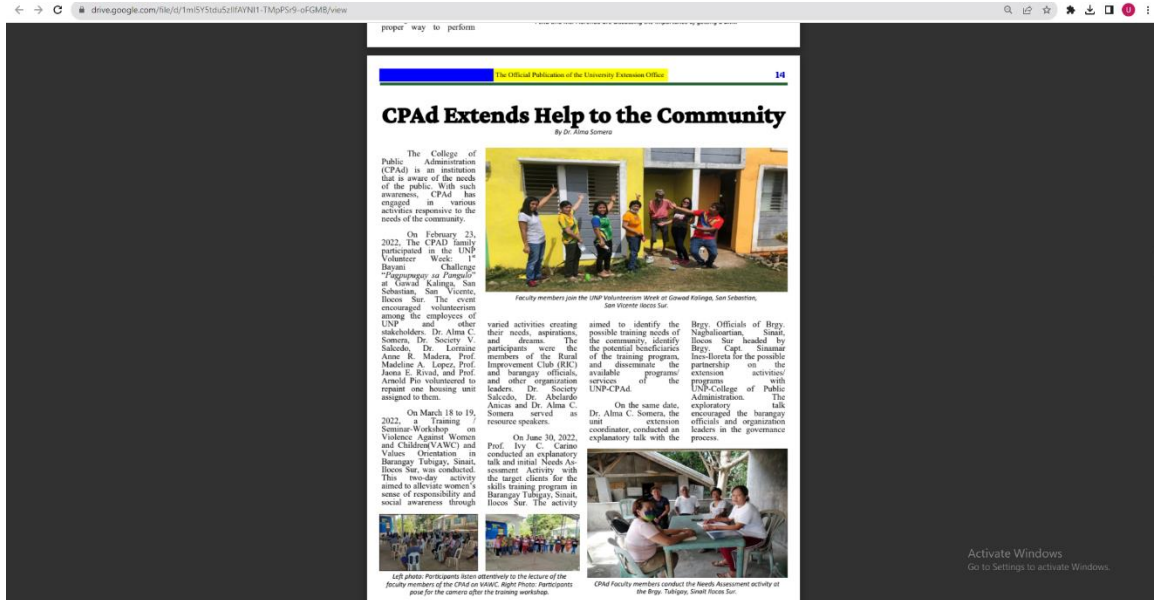 drive.google.com/file/d/1mi5Y5tdu5zIifAYNI1-TMpPSr9-oFGM8/view
U
proper way to perform
The Official Publication of the University Extension Office
14
CPAd Extends Help to the Community
By Dr. Alma Somera
The College of
Public Administration
(CPAd) is an institution
that is aware of the needs
of the public. With such
awareness, CPAd has
engaged in various
activities responsive to the
needs of the community.
On February 23,
2022, The CPAD family
participated in the UNP
Volunteer Week: 1st
Bayani Challenge
“Pagpupugay sa Pangulo”
at Gawad Kalinga, San
Sebastian, San Vicente,
Ilocos Sur. The event
encouraged volunteerism
among the employees of
UNP and other
stakeholders. Dr. Alma C.
Somera, Dr. Society V.
Salcedo, Dr. Lorraine
Anne R. Madera, Prof.
Madeline A. Lopez, Prof.
Jaona E. Rivad, and Prof.
Arnold Pio volunteered to
repaint one housing unit
assigned to them.
On March 18 to 19,
2022, a Training /
Seminar-Workshop on
Violence Against Women
and Children(VAWC) and
Values Orientation in
Barangay Tubigay, Sinait,
Ilocos Sur, was conducted.
This two-day activity
aimed to alleviate women’s
sense of responsibility and
social awareness through
Faculty members join the UNP Volunteerism Week at Gawad Kalinga, San Sebastian,
San Vicente Ilocos Sur.
varied activities creating
their needs, aspirations,
and dreams. The
participants were the
members of the Rural
Improvement Club (RIC)
and barangay officials,
and other organization
leaders. Dr. Society
Salcedo, Dr. Abelardo
Anicas and Dr. Alma C.
Somera served as
resource speakers.
On June 30, 2022,
Prof. Ivy C. Carino
conducted an explanatory
talk and initial Needs As-
sessment Activity with
the target clients for the
skills training program in
Barangay Tubigay, Sinait,
Ilocos Sur. The activity
aimed to identify the
possible training needs of
the community, identify
the potential beneficiaries
of the training program,
and disseminate the
available programs/
services of the
UNP-CPAd.
On the same date,
Dr. Alma C. Somera, the
unit extension
coordinator, conducted an
explanatory talk with the
Brgy. Officials of Brgy.
Nagbalioartian, Sinait,
Ilocos Sur headed by
Brgy. Capt. Sinamar
Ines-Iloreta for the possible
partnership on the
extension activities/
programs with
UNP-College of Public
Administration. The
exploratory talk
encouraged the barangay
officials and organization
leaders in the governance
process.
Left photo: Participants listen attentively to the lecture of the
faculty members of the CPAd on VAWC. Right Photo: Participants
pose for the camera after the training workshop.
CPAd Faculty members conduct the Needs Assessment activity at
the Brgy. Tubigay, Sinait Ilocos Sur.
Activate Windows
Go to Settings to activate Windows.